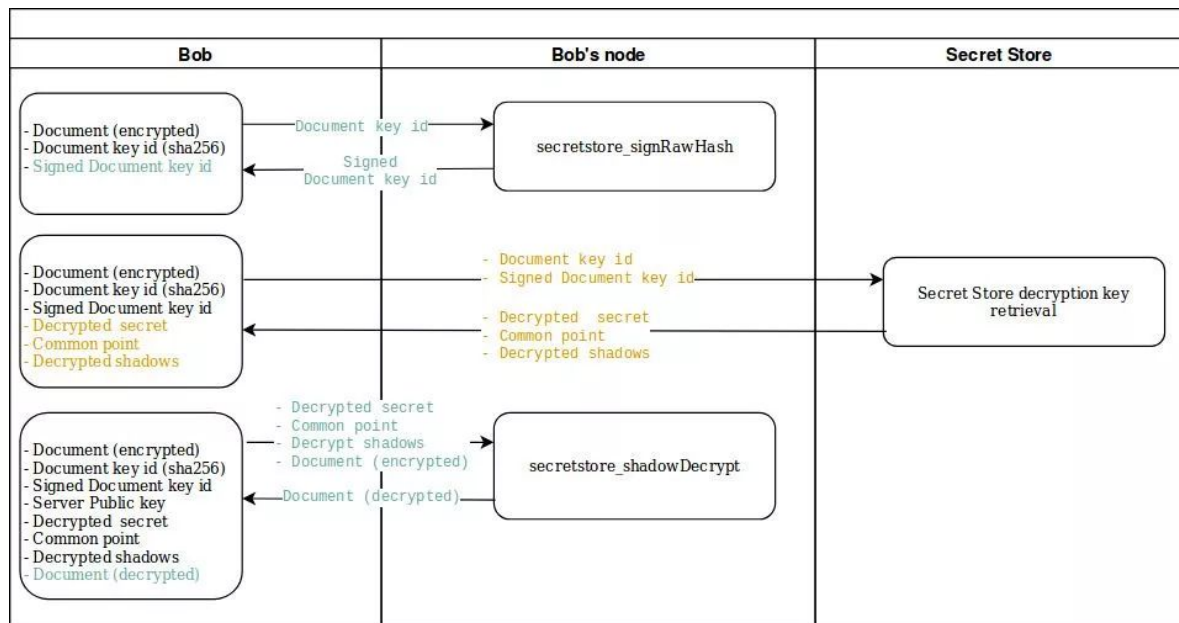 Bob
Bob's node
Secret Store
- Document (encrypted)
- Document key id (sha256)
- Signed Document key id
Document key id
Signed
Document key id
secretstore_signRawHash
- Document (encrypted)
- Document key id (sha256)
- Signed Document key id
- Decrypted secret
- Common point
- Decrypted shadows
- Document key id
- Signed Document key id
- Decrypted secret
- Common point
- Decrypted shadows
Secret Store decryption key
retrieval
- Document (encrypted)
- Document key id (sha256)
- Signed Document key id
- Server Public key
- Decrypted secret
- Common point
- Decrypted shadows
- Document (decrypted)
- Decrypted secret
- Common point
- Decrypt shadows
- Document (encrypted)
Document (decrypted)
secretstore_shadowDecrypt